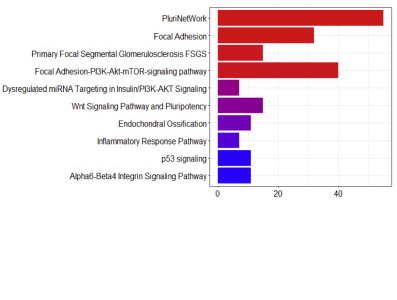 PluriNetWork
Focal Adhesion
Primary Focal Segmental Glomerulosclerosis FSGS
Focal Adhesion-PI3K-Akt-mTOR-signaling pathway
Dysregulated miRNA Targeting in Insulin/PI3K-AKT Signaling
Wnt Signaling Pathway and Pluripotency
Endochondral Ossification
Inflammatory Response Pathway
p53 signaling
Alpha6-Beta4 Integrin Signaling Pathway
0 20 40